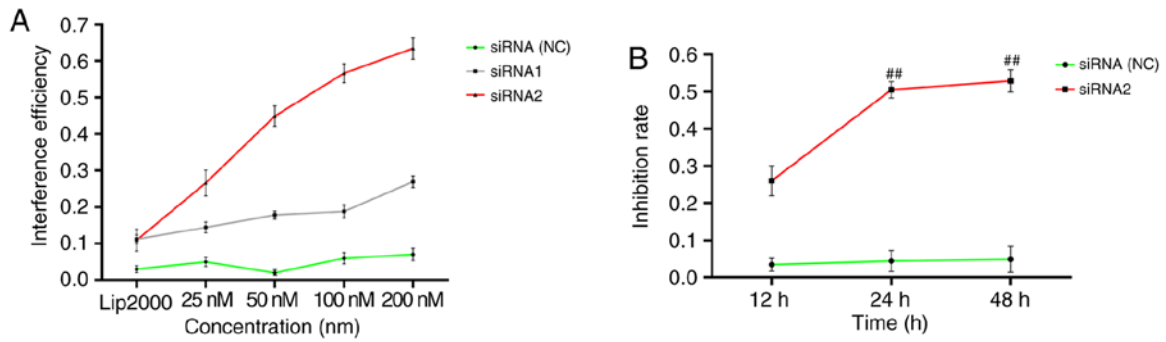 A
0.7
0.6
0.5
0.4
0.3
0.2
0.1
0.0
Interference efficiency
Lip2000 25 nM 50 nM 100 nM 200 nM
Concentration (nm)
siRNA (NC)
siRNA1
siRNA2
B
0.6
0.5
0.4
0.3
0.2
0.1
0.0
Inhibition rate
## ##
12 h 24 h 48 h
Time (h)
siRNA (NC)
siRNA2